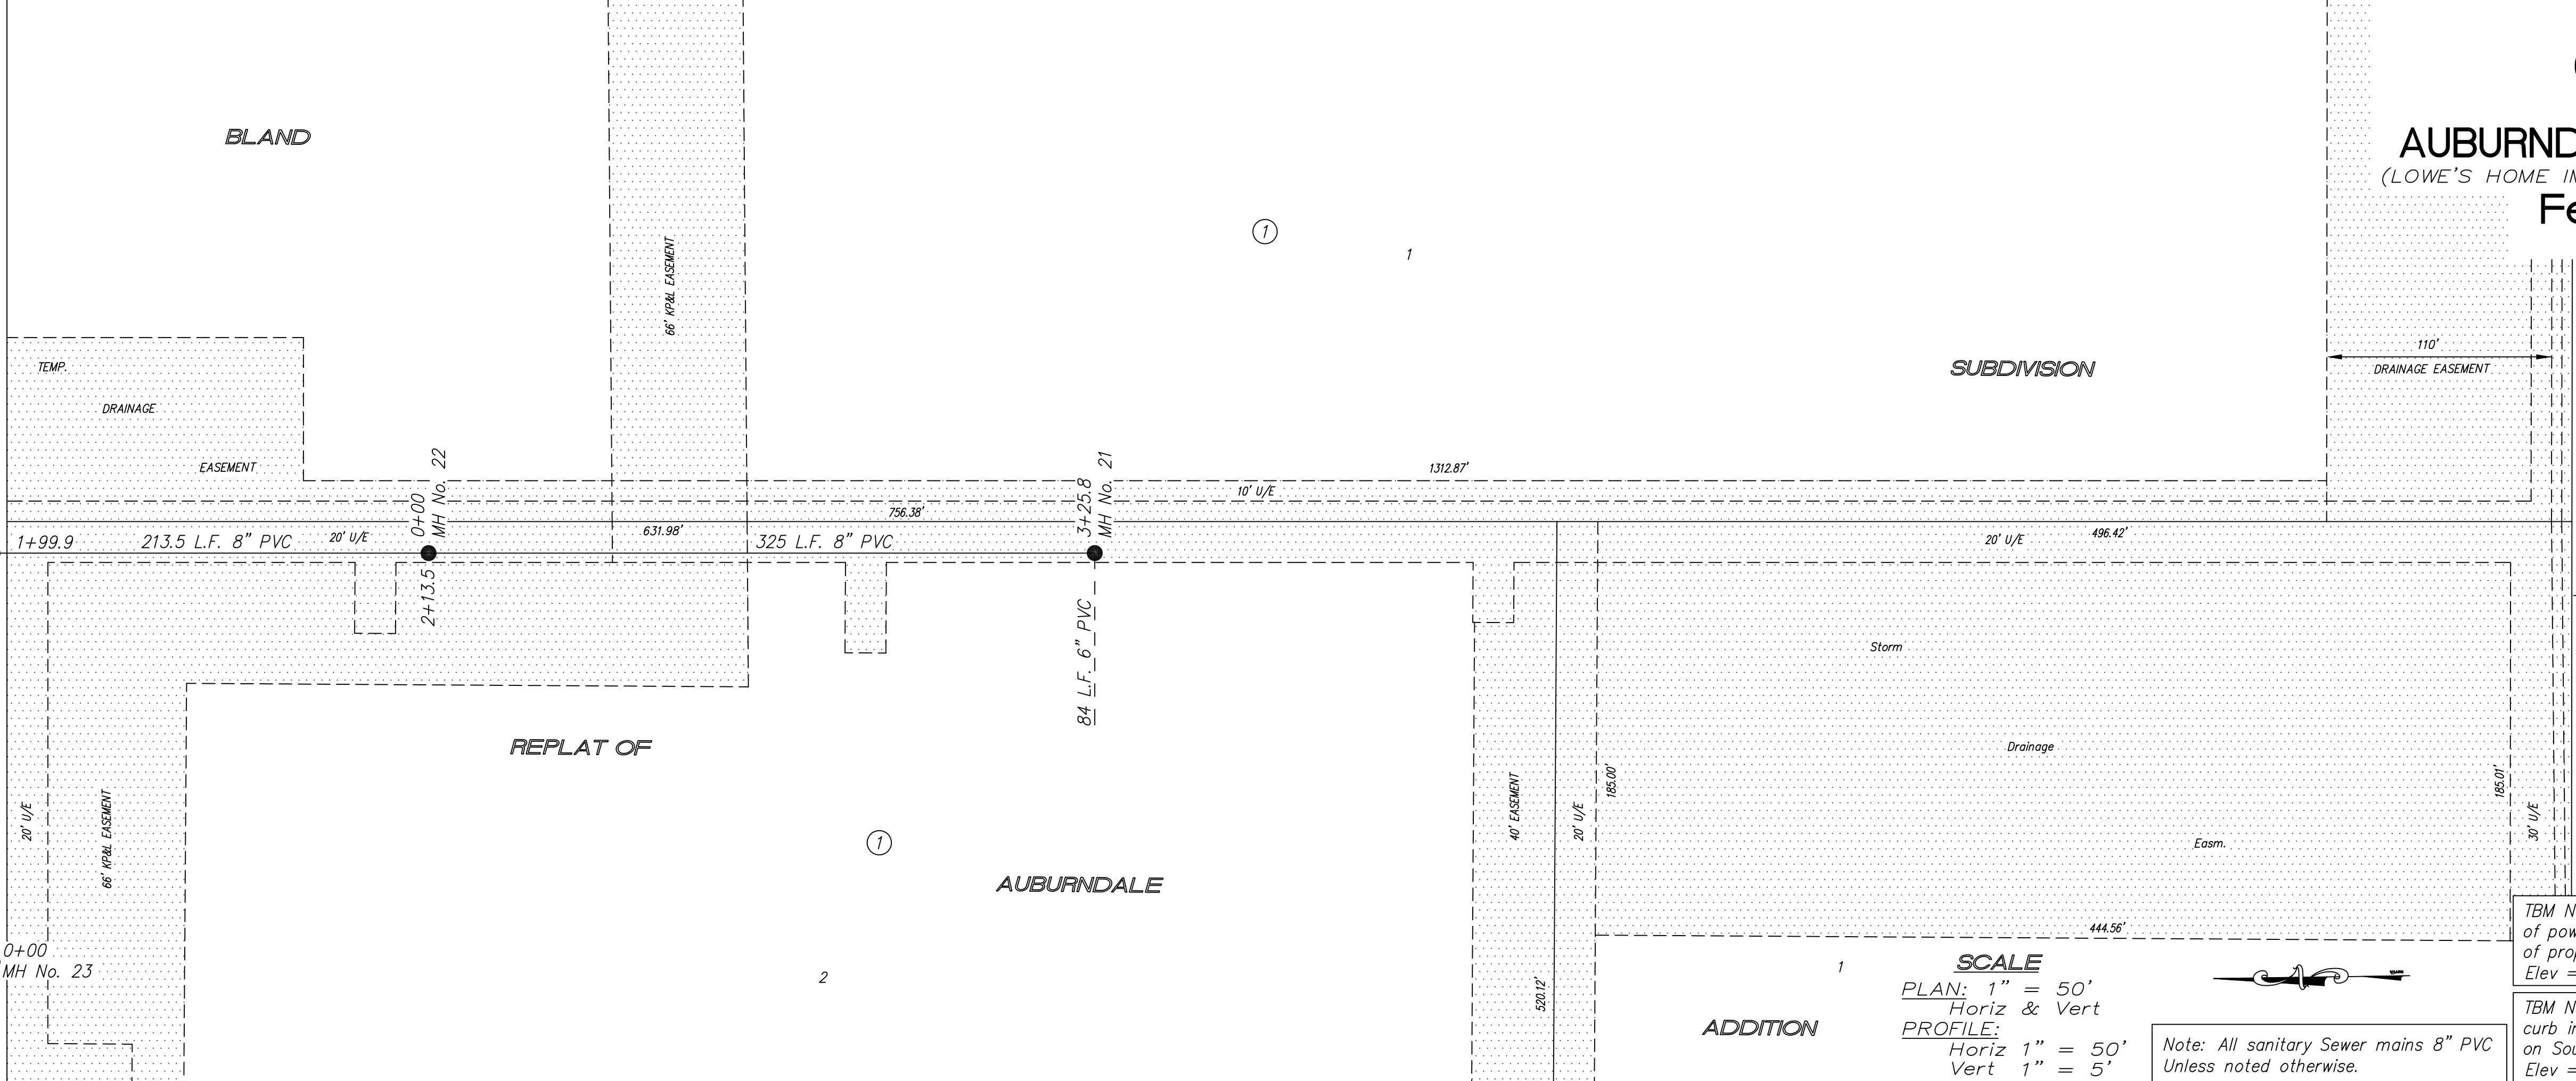 BLAND
66' KP&L EASEMENT
1
1
AUBURND
(LOWE'S HOME IM
Fe
SUBDIVISION
110'
DRAINAGE EASEMENT
TEMP.
DRAINAGE
EASEMENT
0+00
MH No. 22
3+25.8
MH No. 21
1312.87'
10' U/E
756.38'
631.98'
1+99.9
213.5 L.F. 8" PVC
20' U/E
325 L.F. 8" PVC
20' U/E
496.42'
2+13.5
84 L.F. 6" PVC
Storm
Drainage
Easm.
REPLAT OF
1
AUBURNDALE
2
20' U/E
66' KP&L EASEMENT
40' EASEMENT
20' U/E
185.00'
185.01'
30' U/E
444.56'
520.12'
0+00
MH No. 23
1
ADDITION
SCALE
PLAN: 1" = 50'
Horiz & Vert
PROFILE:
Horiz 1" = 50'
Vert 1" = 5'
Note: All sanitary Sewer mains 8" PVC
Unless noted otherwise.
TBM N
of pow
of prop
Elev =
TBM N
curb in
on Sou
Elev =